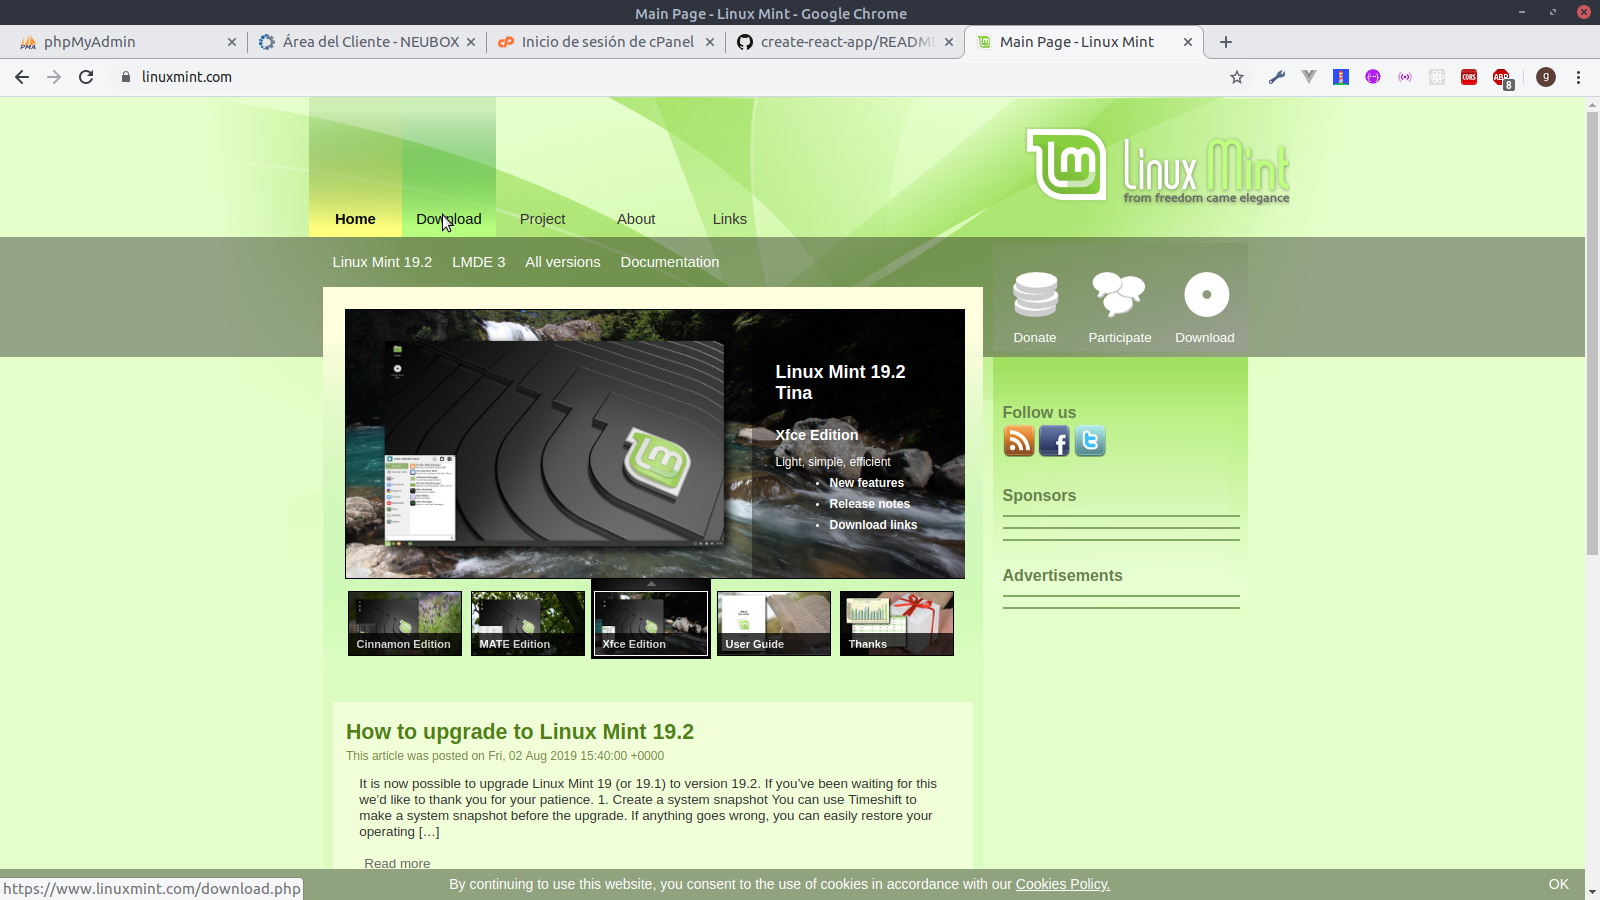 Main Page - Linux Mint - Google Chrome
phpMyAdmin
Área del Cliente - NEUBOX
Inicio de sesión de cPanel
create-react-app/README
Main Page - Linux Mint
linuxmint.com
CORS
ABP
8
g
Home
Download
Project
About
Links
Linux Mint
from freedom came elegance
Linux Mint 19.2
LMDE 3
All versions
Documentation
Donate
Participate
Download
Linux Mint 19.2
Tina
Xfce Edition
Light, simple, efficient
• New features
• Release notes
• Download links
Cinnamon Edition
MATE Edition
Xfce Edition
User Guide
Thanks
Follow us
Sponsors
Advertisements
How to upgrade to Linux Mint 19.2
This article was posted on Fri, 02 Aug 2019 15:40:00 +0000
It is now possible to upgrade Linux Mint 19 (or 19.1) to version 19.2. If you’ve been waiting for this
we’d like to thank you for your patience. 1. Create a system snapshot You can use Timeshift to
make a system snapshot before the upgrade. If anything goes wrong, you can easily restore your
operating […]
Read more
https://www.linuxmint.com/download.php
By continuing to use this website, you consent to the use of cookies in accordance with our Cookies Policy.
OK